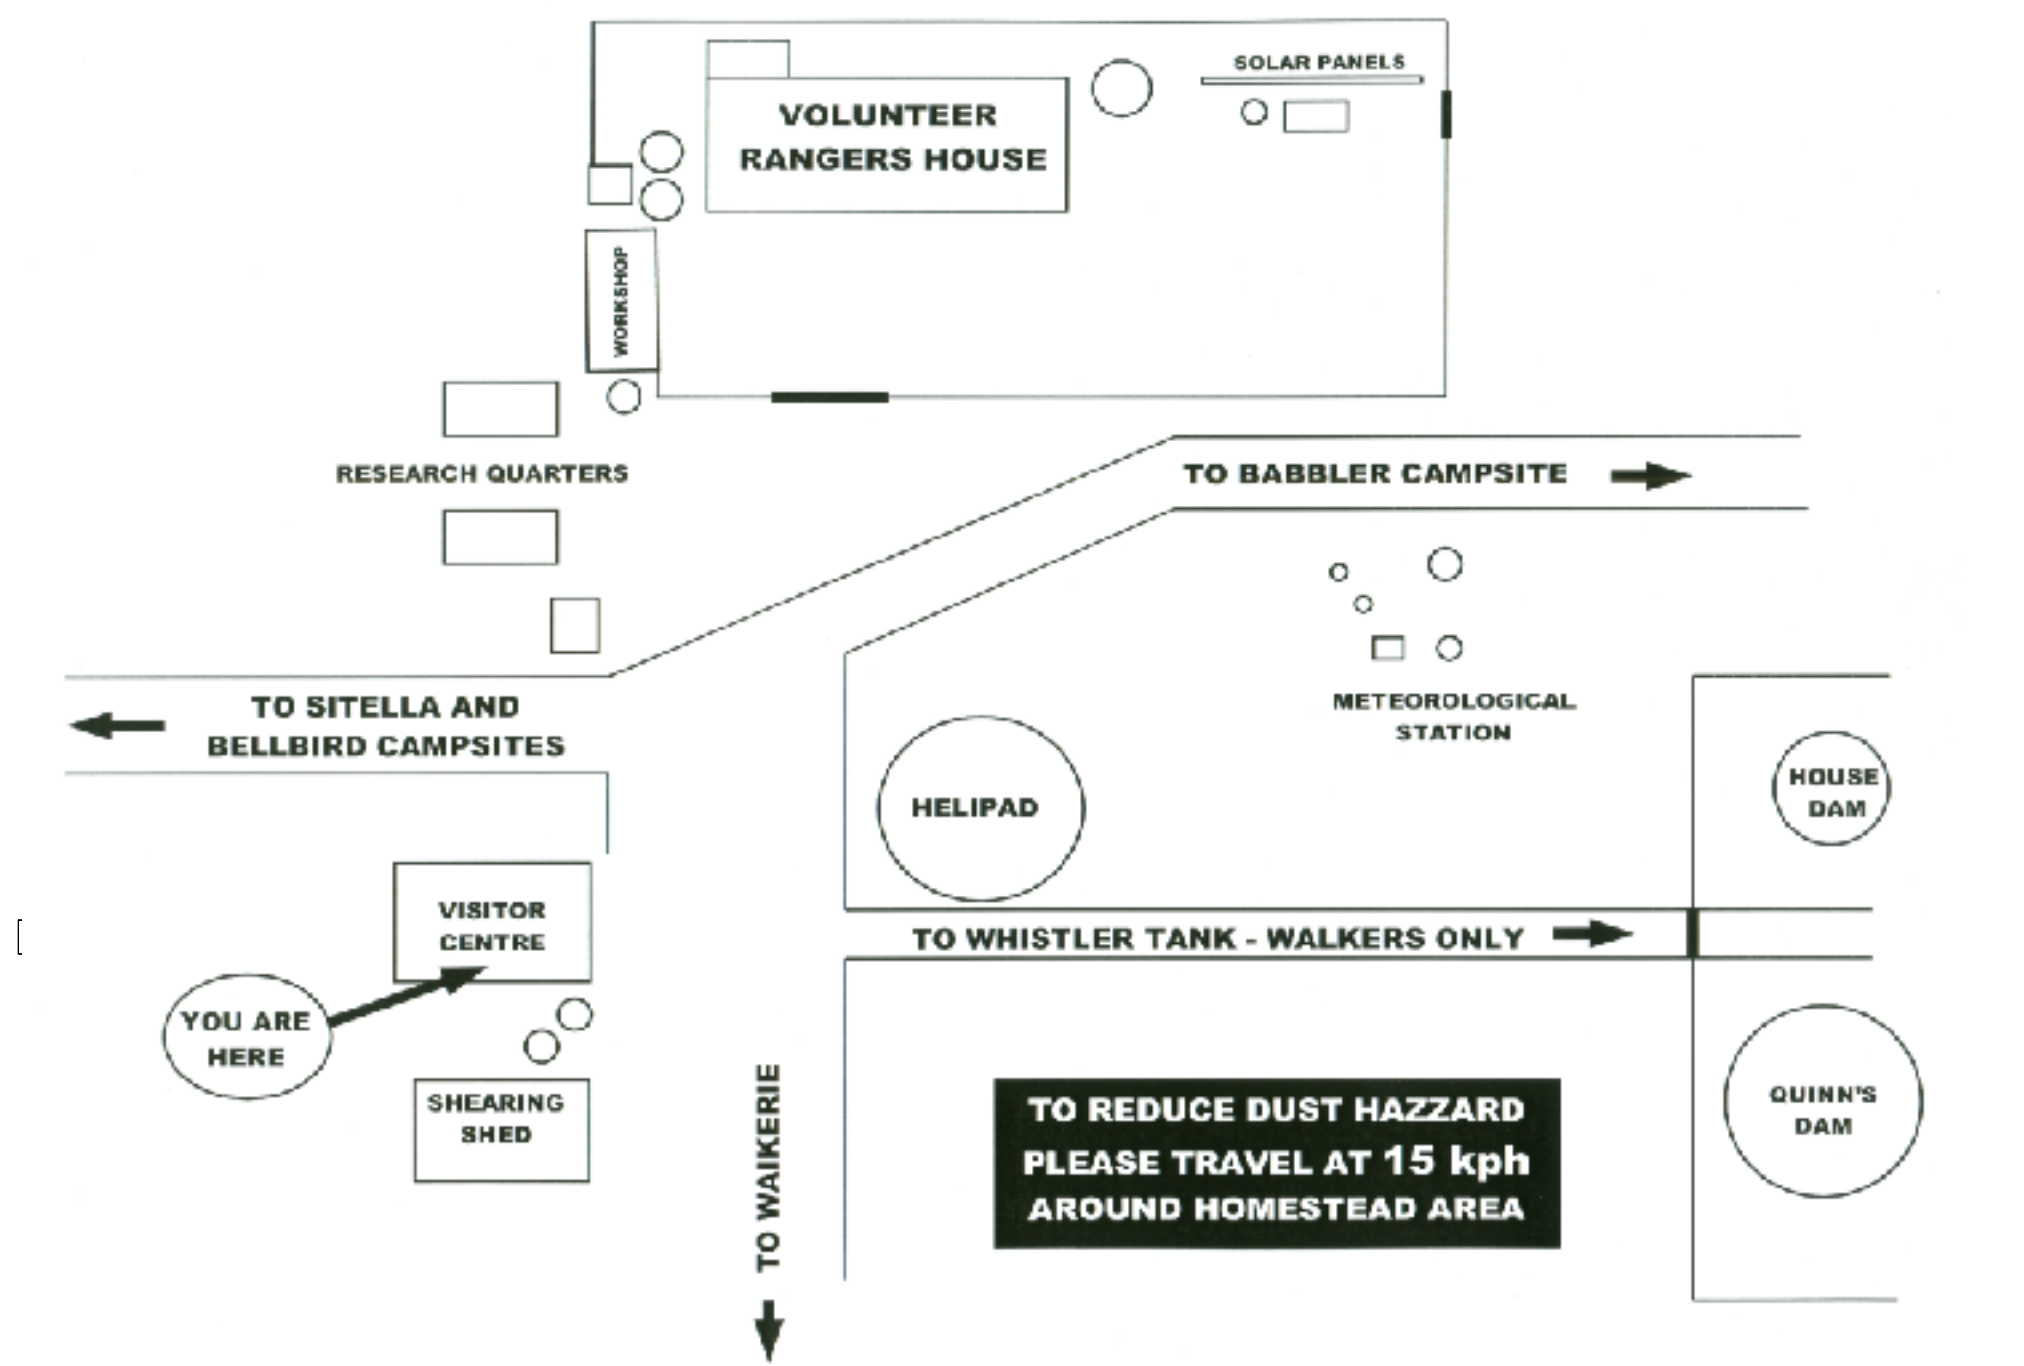 SOLAR PANELS
VOLUNTEER
RANGERS HOUSE
WORKSHOP
RESEARCH QUARTERS
TO BABBLER CAMPSITE
TO SITELLA AND
BELLBIRD CAMPSITES
METEOROLOGICAL
STATION
HELIPAD
HOUSE
DAM
VISITOR
CENTRE
TO WHISTLER TANK - WALKERS ONLY
YOU ARE
HERE
SHEARING
SHED
TO WAIKERIE
TO REDUCE DUST HAZZARD
PLEASE TRAVEL AT 15 kph
AROUND HOMESTEAD AREA
QUINN'S
DAM